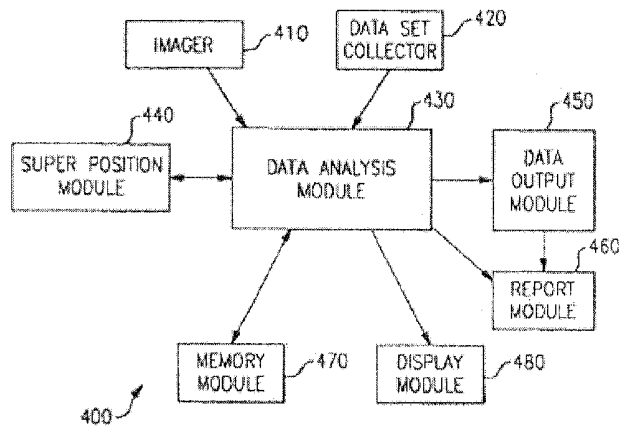 IMAGER
410
DATA SET
COLLECTOR
420
430
440
450
SUPER POSITION
MODULE
DATA ANALYSIS
MODULE
DATA
OUTPUT
MODULE
460
REPORT
MODULE
MEMORY
MODULE
470
DISPLAY
MODULE
480
400